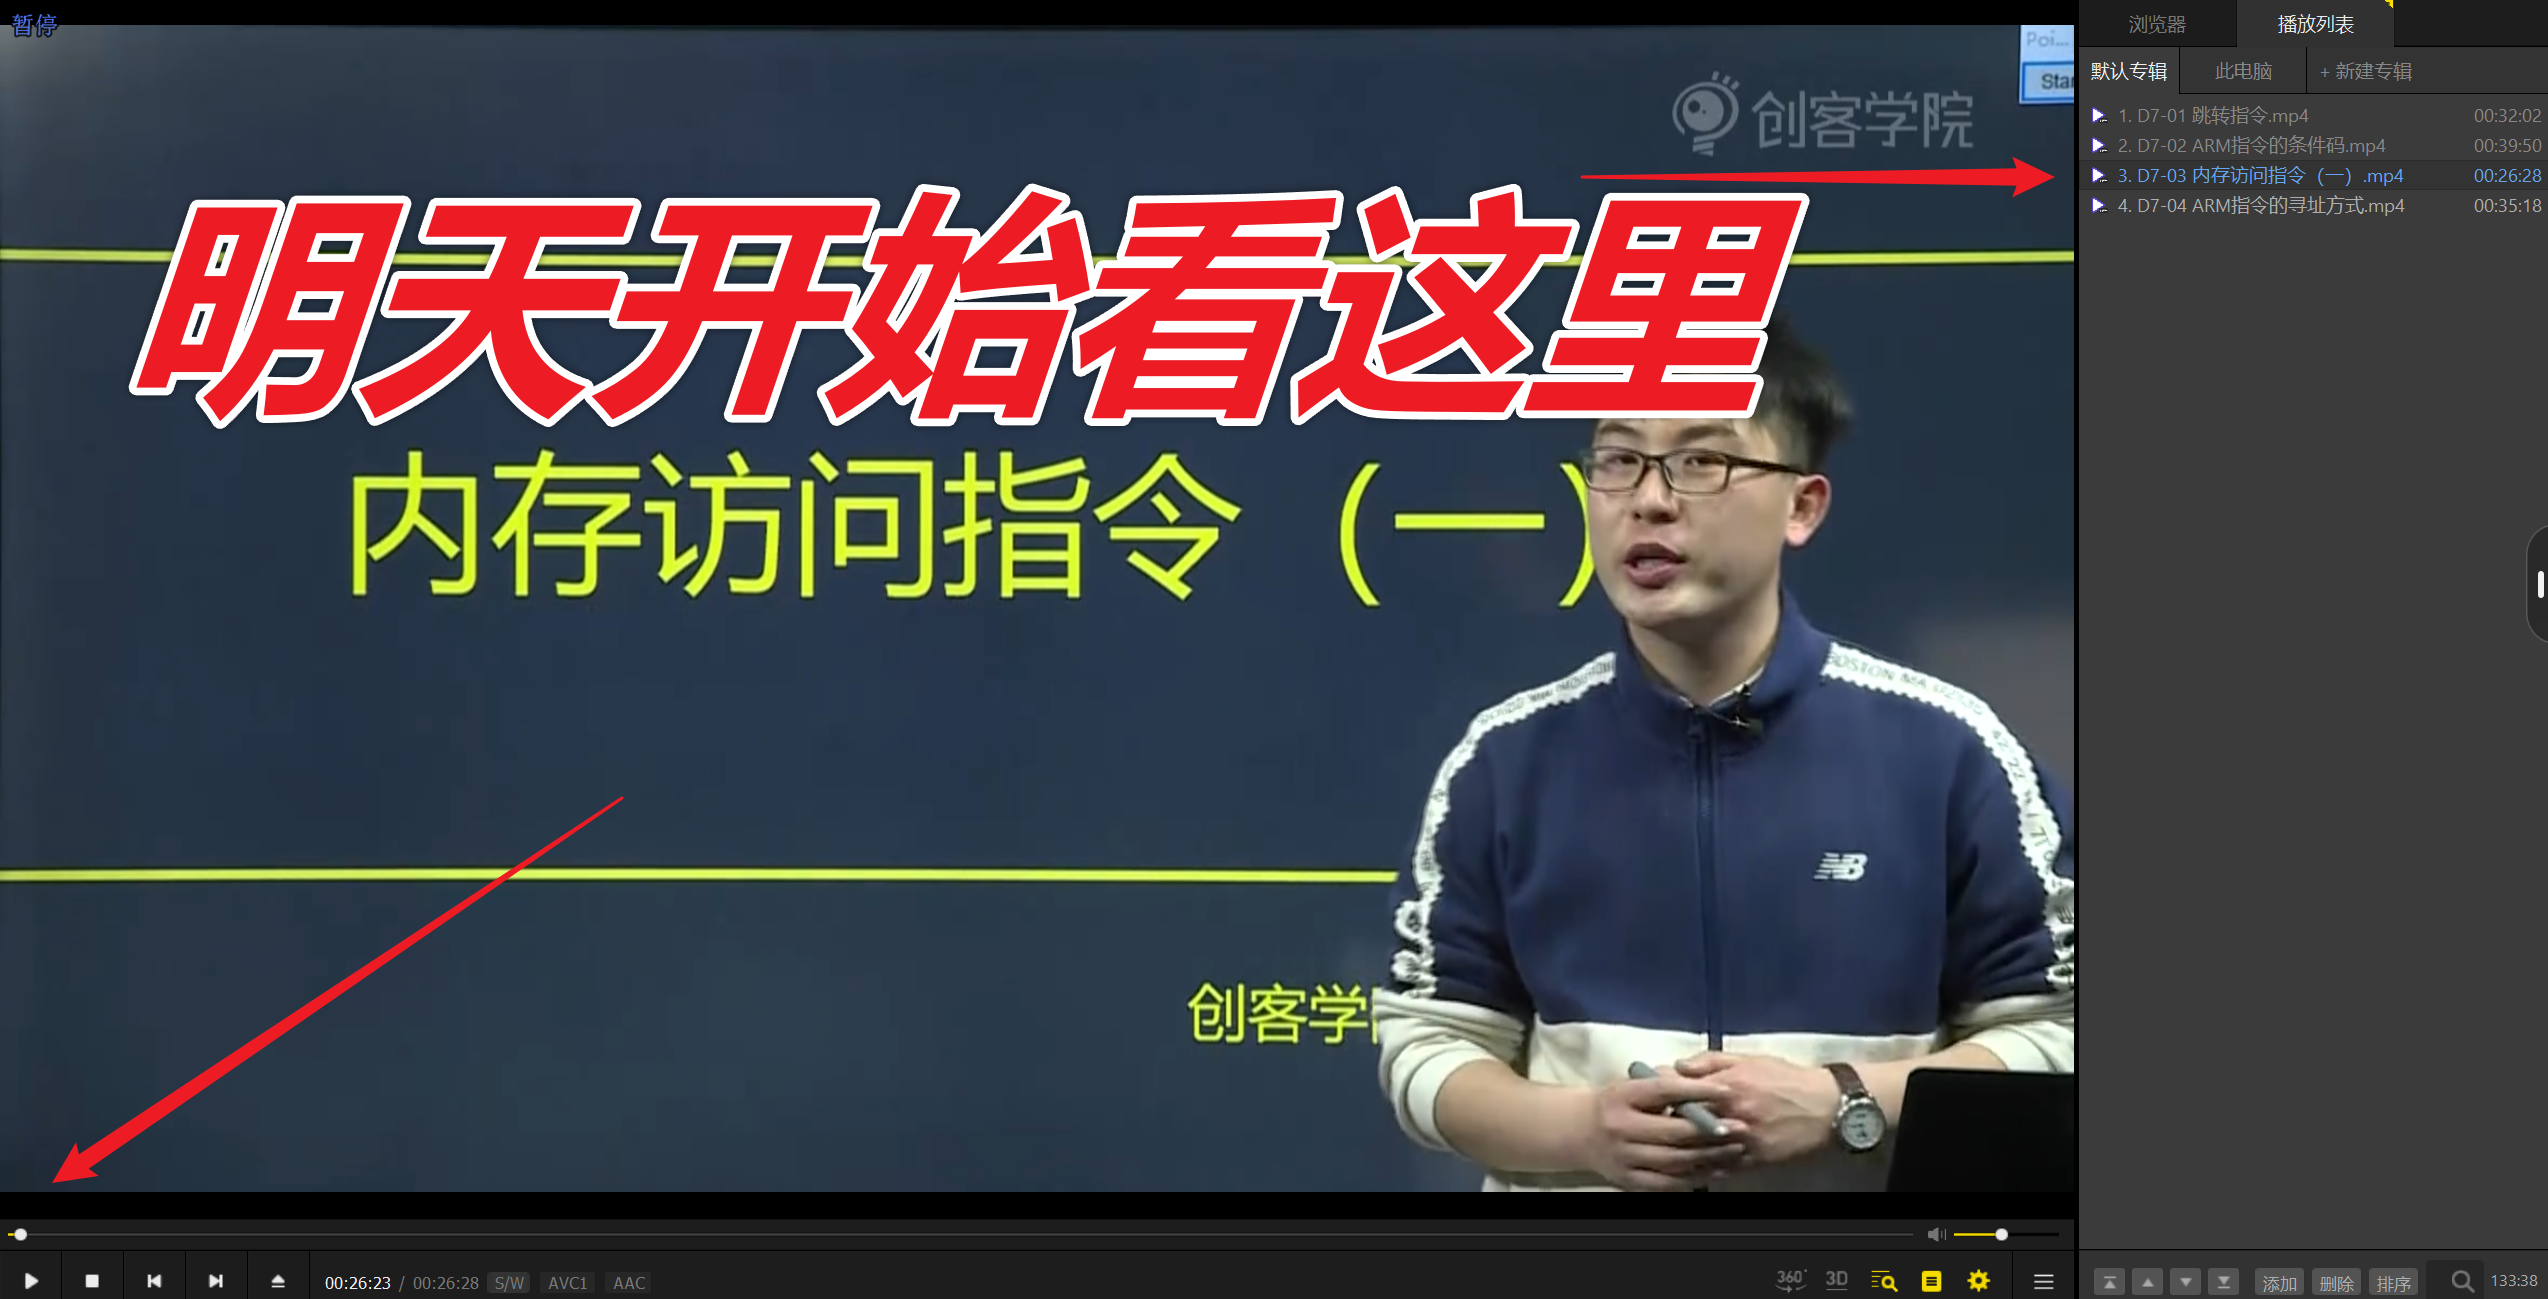 暂停
Poi...
Star
创客学院
明天开始看这里
内存访问指令（一）
创客学
NB
浏览器
播放列表
默认专辑
此电脑
+ 新建专辑
1. D7-01 跳转指令.mp4 00:32:02
2. D7-02 ARM指令的条件码.mp4 00:39:50
3. D7-03 内存访问指令（一）.mp4 00:26:28
4. D7-04 ARM指令的寻址方式.mp4 00:35:18
00:26:23 / 00:26:28 S/W AVC1 AAC
360° 3D
添加 删除 排序 133:38